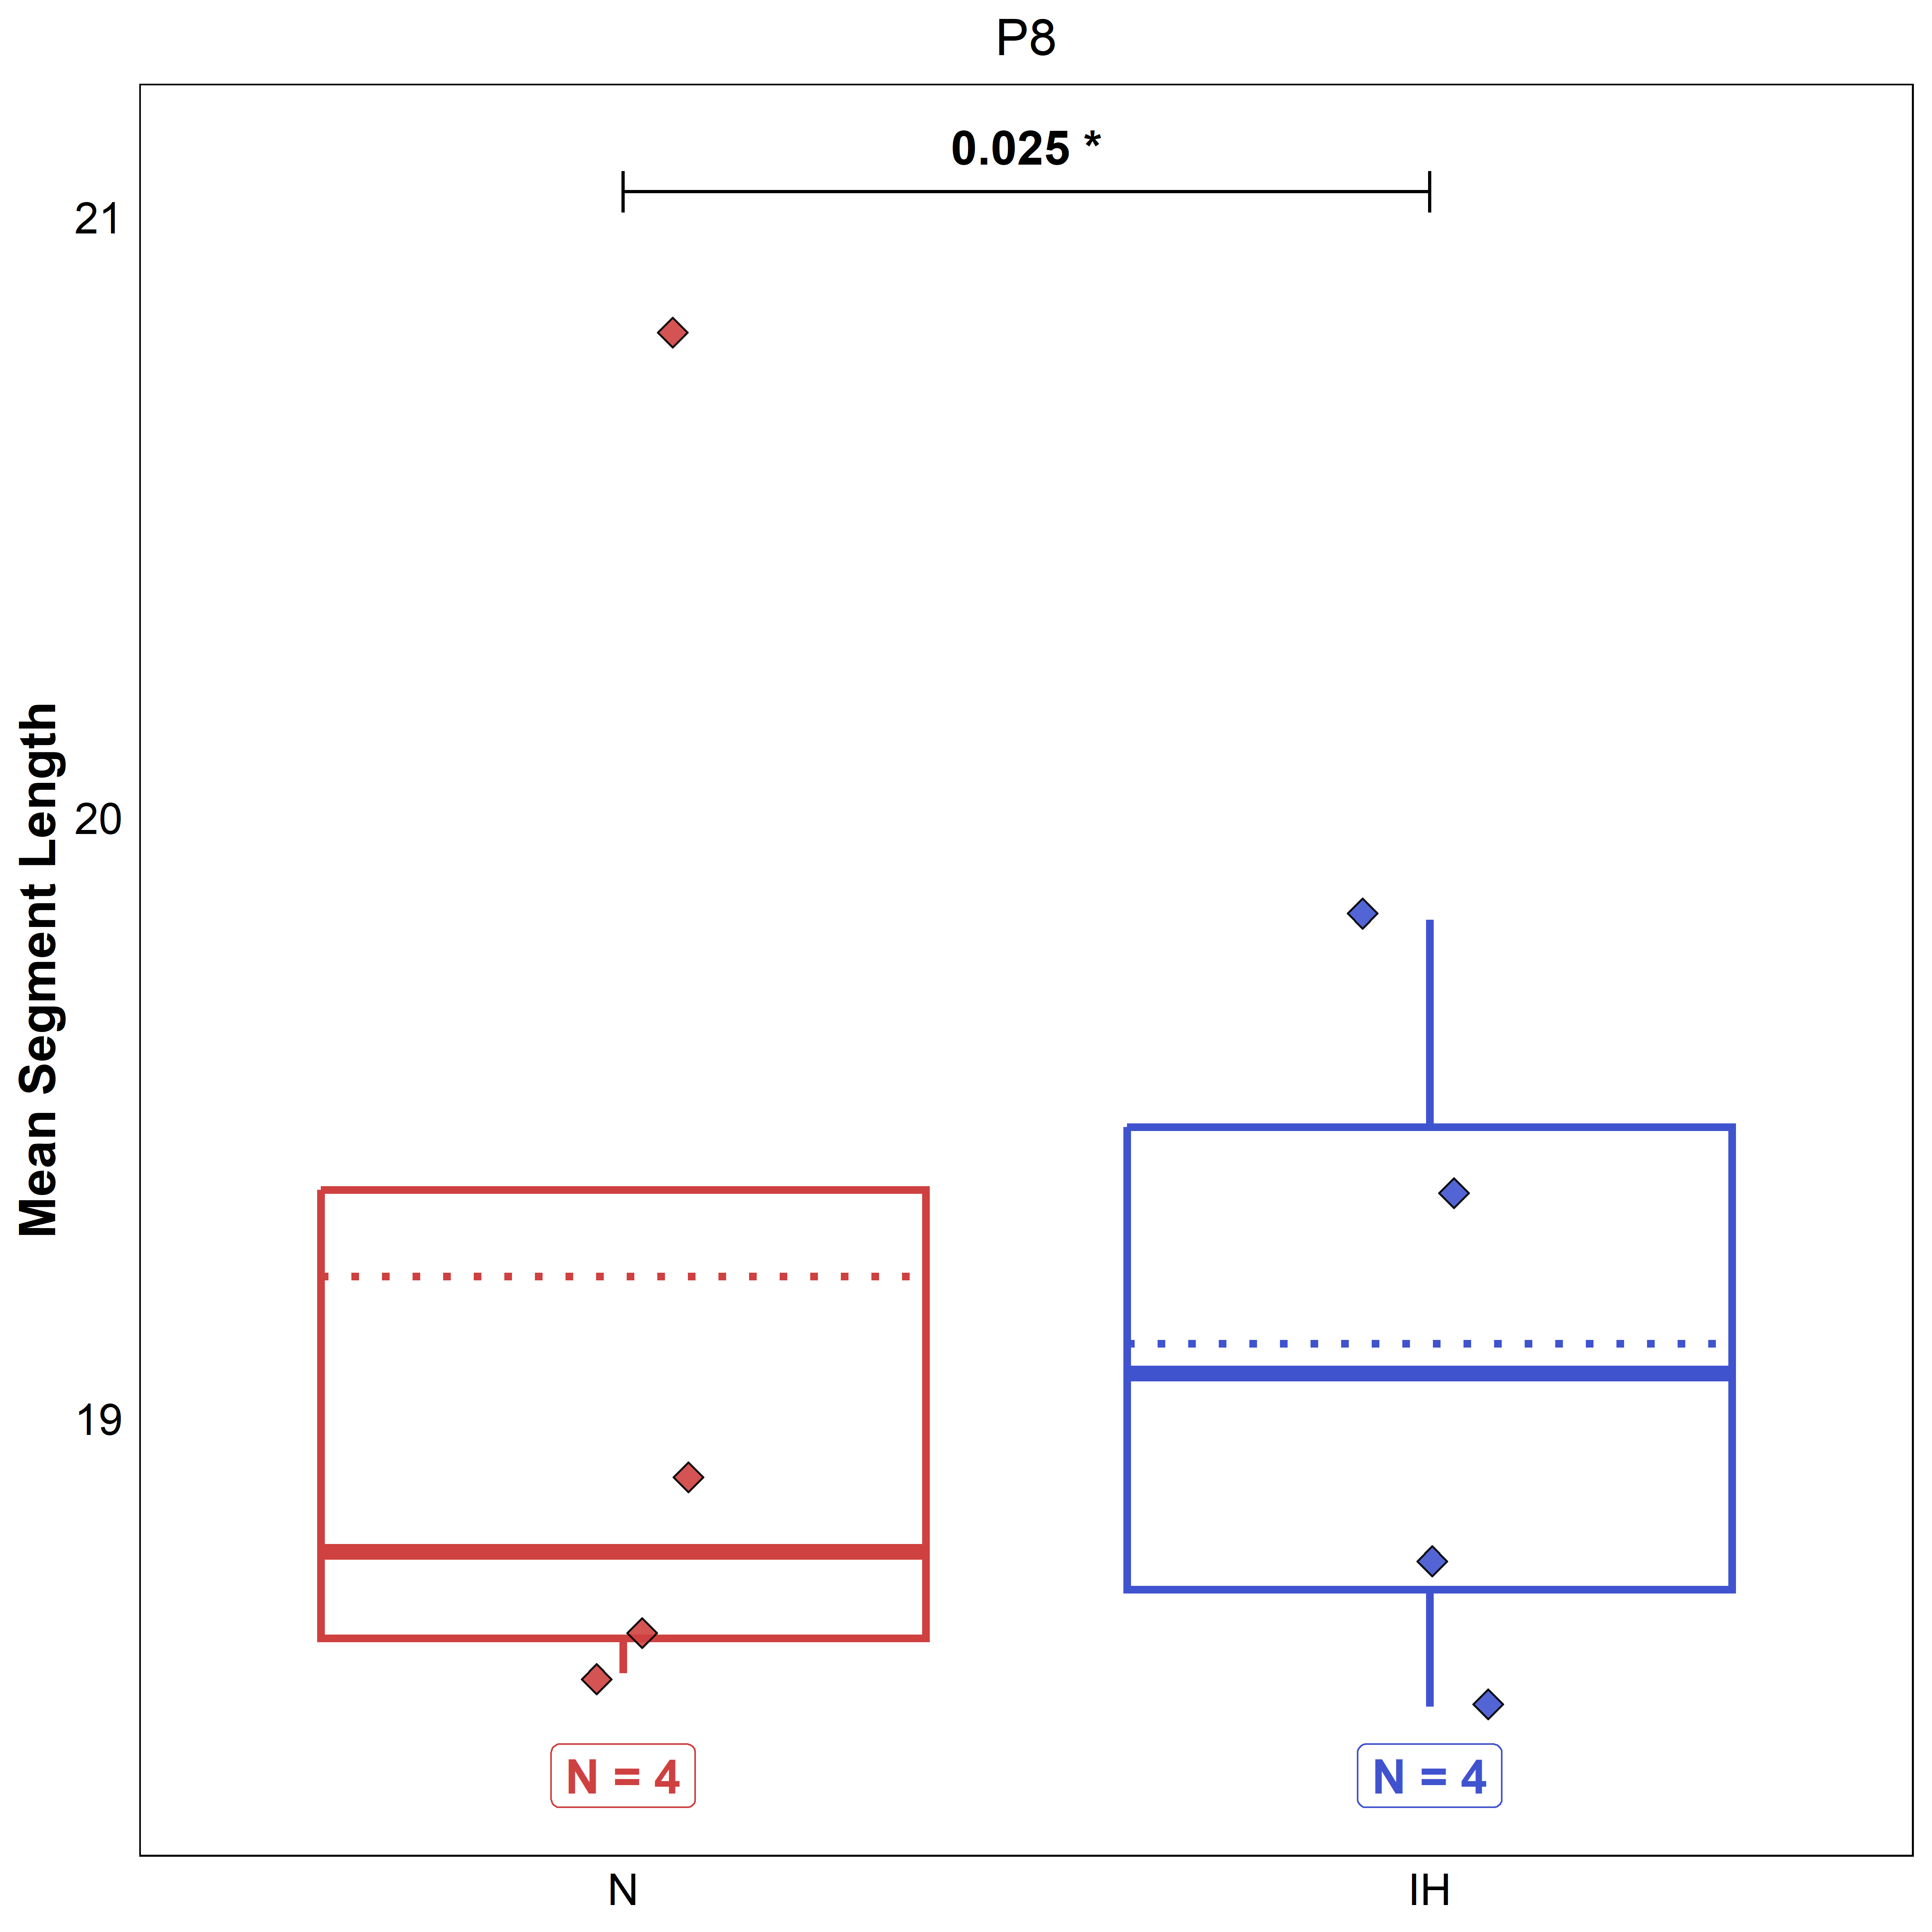 P8
0.025 *
21
20
19
Mean Segment Length
N = 4
N = 4
N
IH